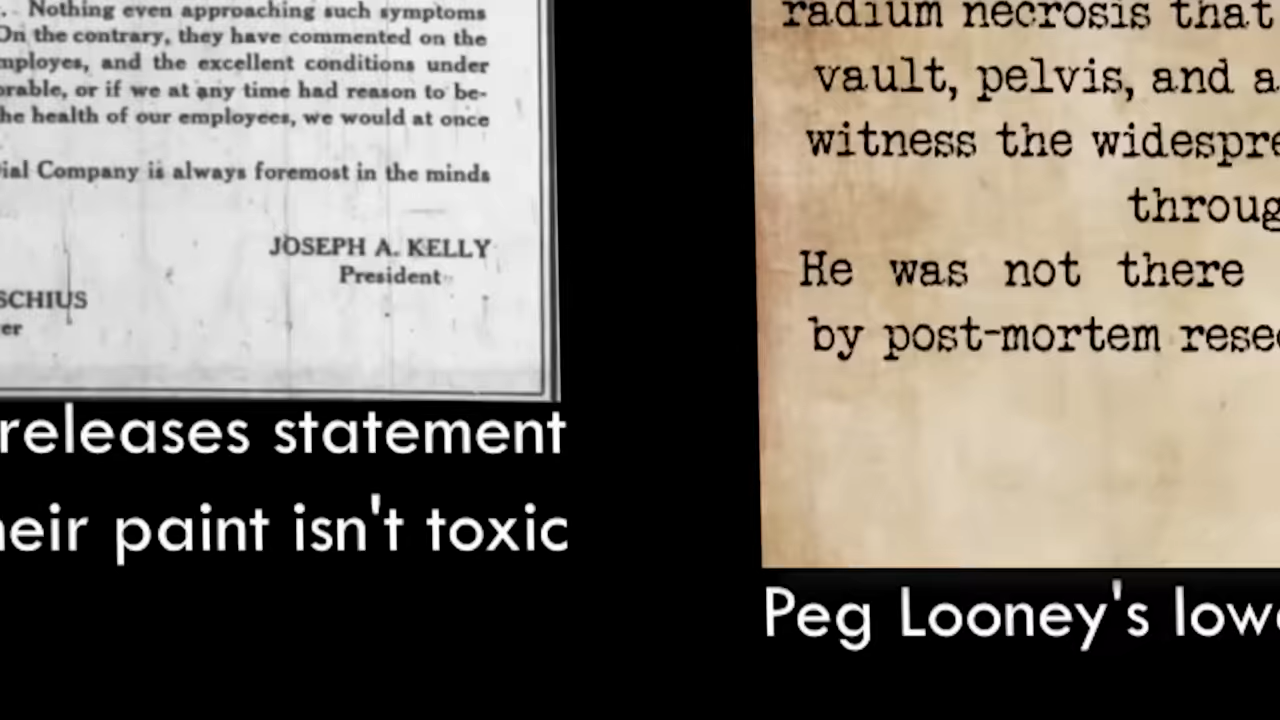 . Nothing even approaching such symptoms
On the contrary, they have commented on the
mployes, and the excellent conditions under
orable, or if we at any time had reason to be-
he health of our employees, we would at once
ial Company is always foremost in the minds
JOSEPH A. KELLY
President
SCHIUS
er
releases statement
heir paint isn't toxic
radium necrosis that
vault, pelvis, and a
witness the widespre
throug
He was not there
by post-mortem rese
Peg Looney's low